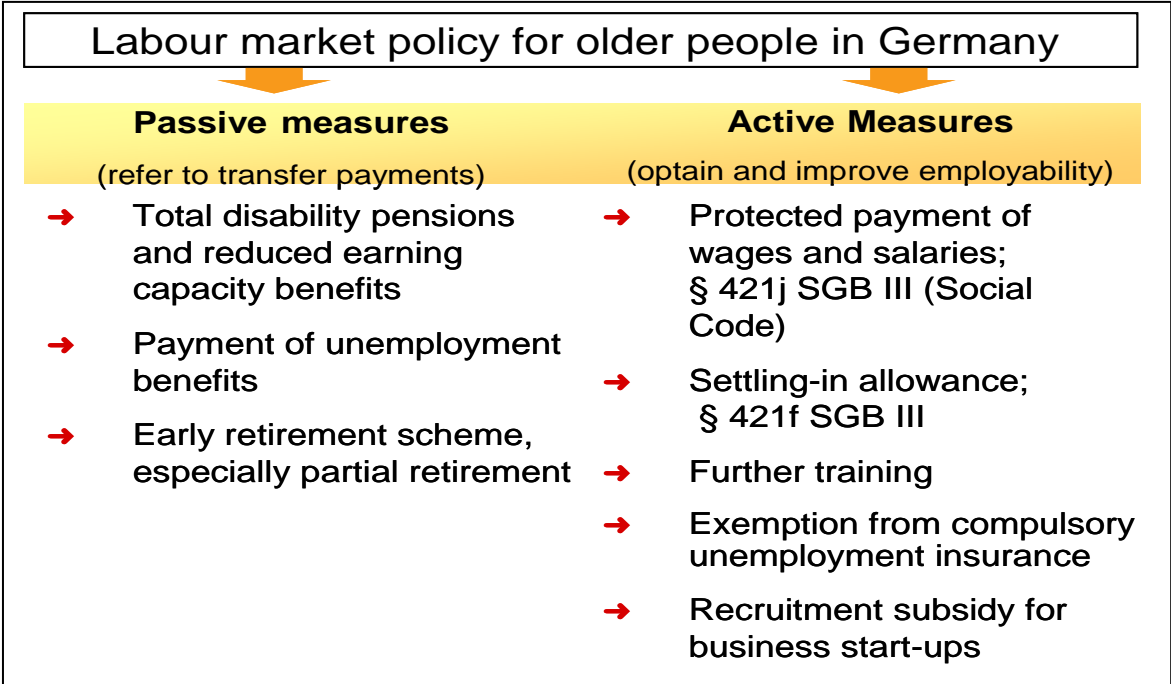 Labour market policy for older people in Germany
Passive measures
(refer to transfer payments)
➔ Total disability pensions
and reduced earning
capacity benefits
➔ Payment of unemployment
benefits
➔ Early retirement scheme,
especially partial retirement
Active Measures
(optain and improve employability)
➔ Protected payment of
wages and salaries;
§ 421j SGB III (Social
Code)
➔ Settling-in allowance;
§ 421f SGB III
➔ Further training
➔ Exemption from compulsory
unemployment insurance
➔ Recruitment subsidy for
business start-ups